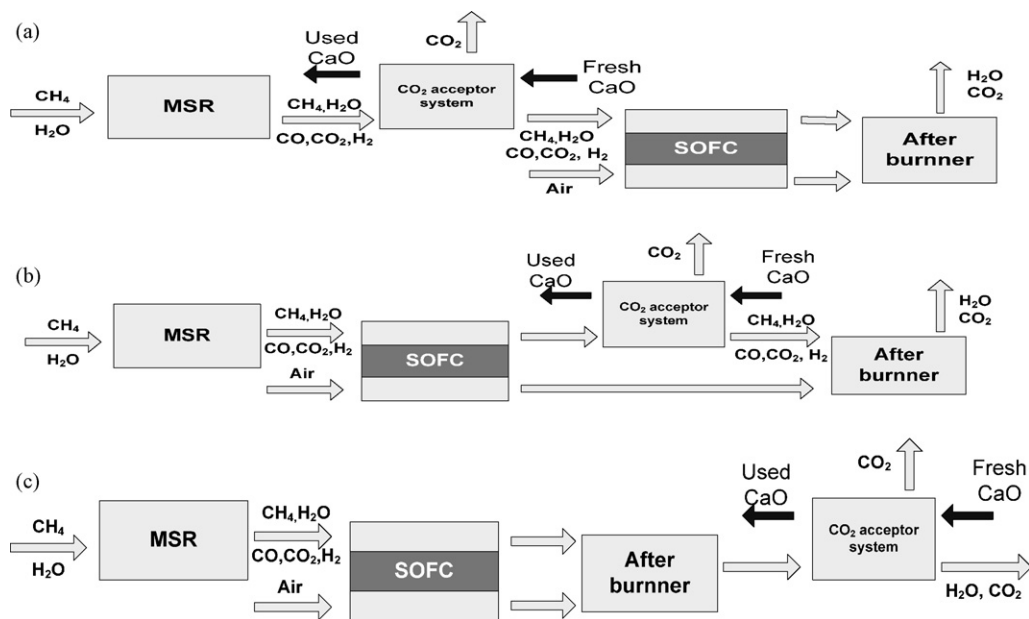 (a)
CH₄
H₂O
MSR
Used
CaO
CH₄,H₂O
CO,CO₂,H₂
CO₂
CO₂ acceptor
system
Fresh
CaO
CH₄,H₂O
CO,CO₂, H₂
Air
SOFC
H₂O
CO₂
After
burnner
(b)
CH₄
H₂O
MSR
CH₄,H₂O
CO,CO₂,H₂
Air
SOFC
Used
CaO
CO₂
CO₂ acceptor
system
Fresh
CaO
CH₄,H₂O
CO,CO₂, H₂
H₂O
CO₂
After
burnner
(c)
CH₄
H₂O
MSR
CH₄,H₂O
CO,CO₂,H₂
Air
SOFC
After
burnner
Used
CaO
CO₂
CO₂ acceptor
system
Fresh
CaO
H₂O, CO₂